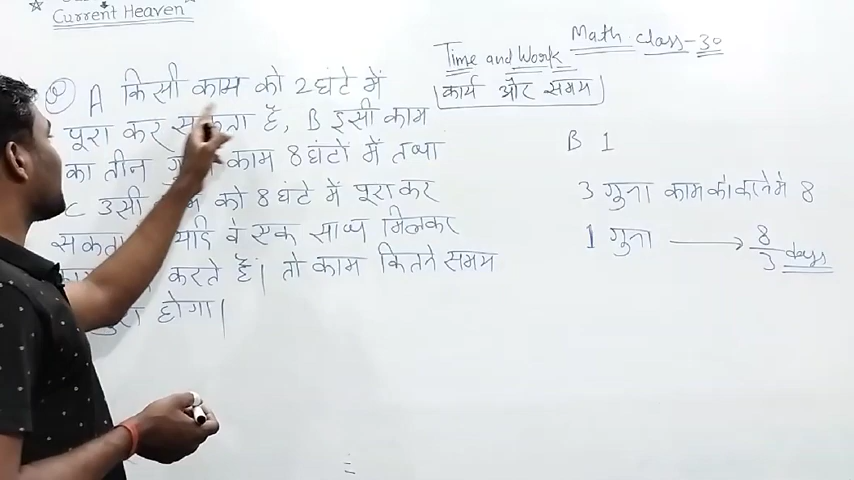 Current Heaven
Math class-30
Time and Work
कार्य और समय
A किसी काम को 2 घंटे में
पूरा कर सकता है, B इसी काम
का तीन गुना काम 8 घंटों में तथा
C उसी काम को 8 घंटे में पूरा कर
सकता यदि वे एक साथ मिलकर
करते हैं। तो काम कितने समय
होगा।
B 1
3 गुना काम को करने में 8
1 गुना → 8/3 days
=